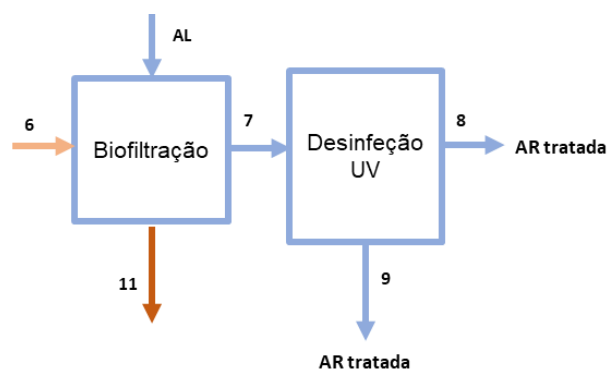 AL
6
Biofiltração
7
Desinfeção
UV
8
AR tratada
11
9
AR tratada